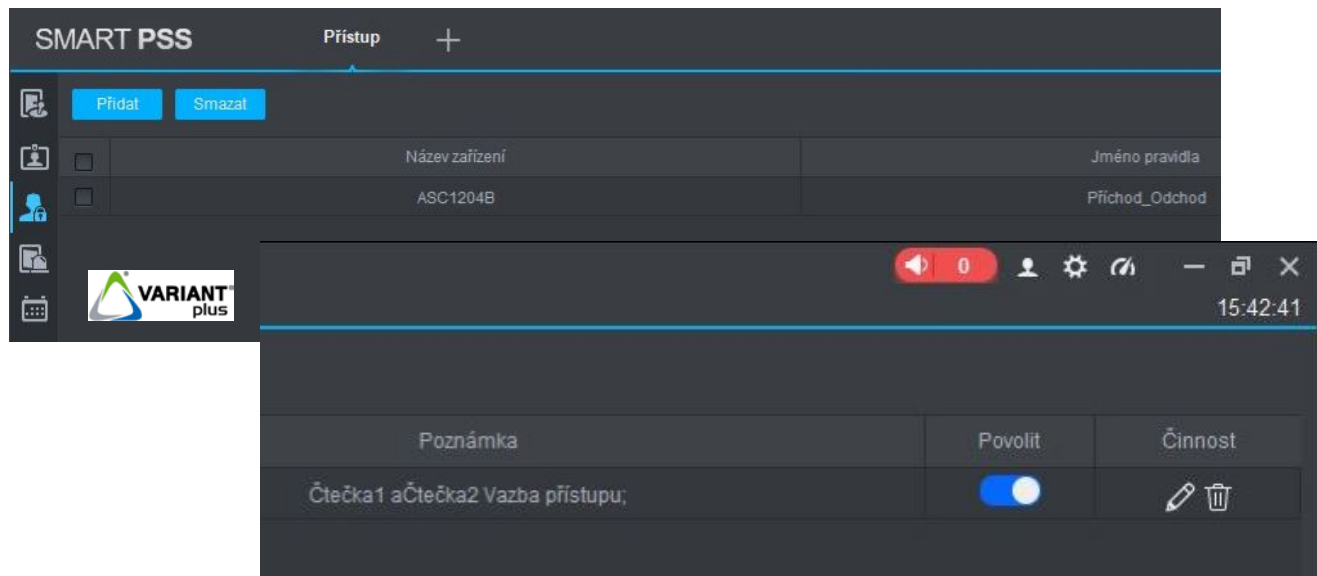 SMART PSS Přístup
Přidat Smazat
Název zařízení Jméno pravidla
ASC1204B Příchod_Odchod
VARIANT
plus
0
15:42:41
Poznámka Povolit Činnost
Čtečka1 aČtečka2 Vazba přístupu;